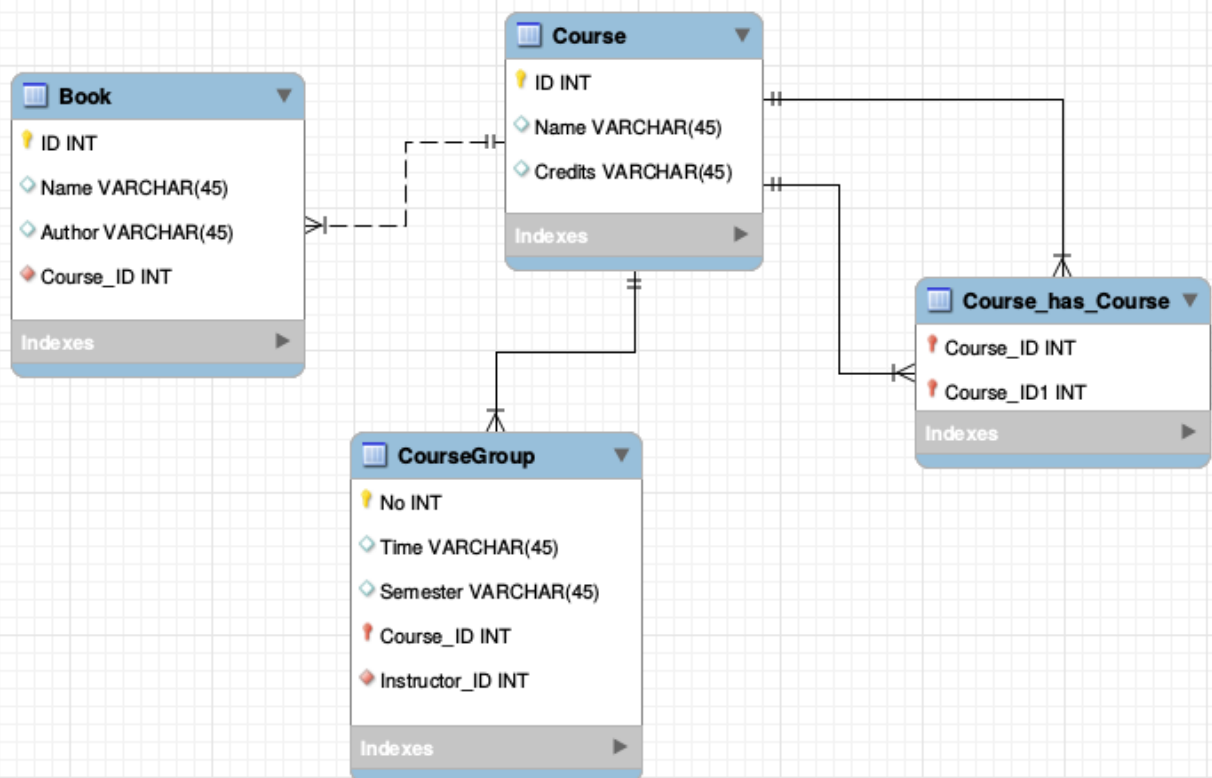 Course
ID INT
Name VARCHAR(45)
Credits VARCHAR(45)
Indexes
Book
ID INT
Name VARCHAR(45)
Author VARCHAR(45)
Course_ID INT
Indexes
Course_has_Course
Course_ID INT
Course_ID1 INT
Indexes
CourseGroup
No INT
Time VARCHAR(45)
Semester VARCHAR(45)
Course_ID INT
Instructor_ID INT
Indexes